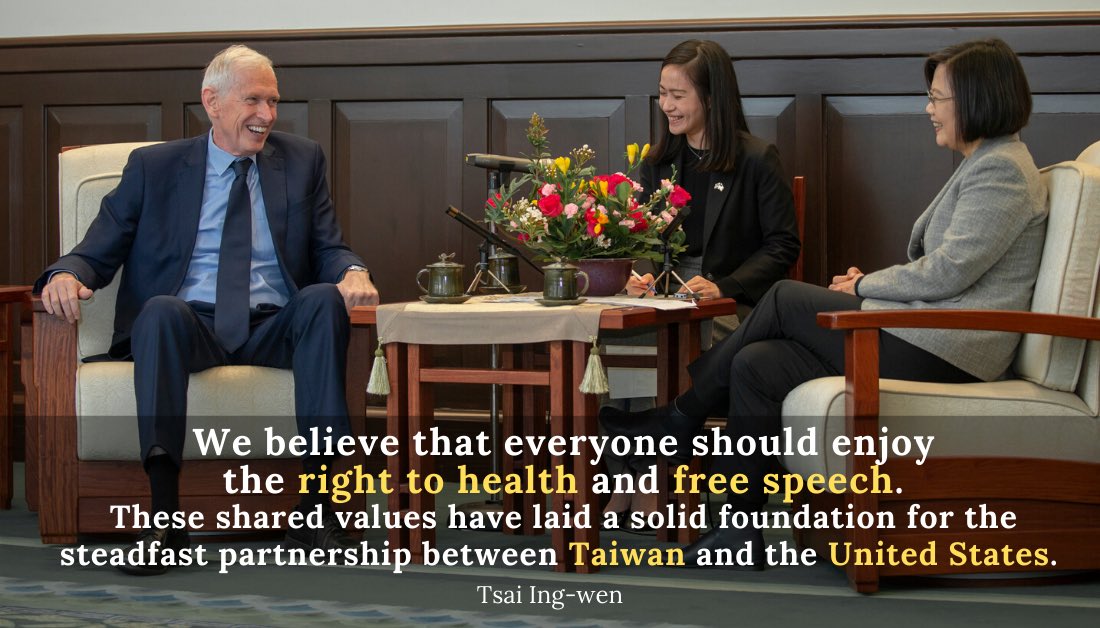 We believe that everyone should enjoy
the right to health and free speech.
These shared values have laid a solid foundation for the
steadfast partnership between Taiwan and the United States.
Tsai Ing-wen